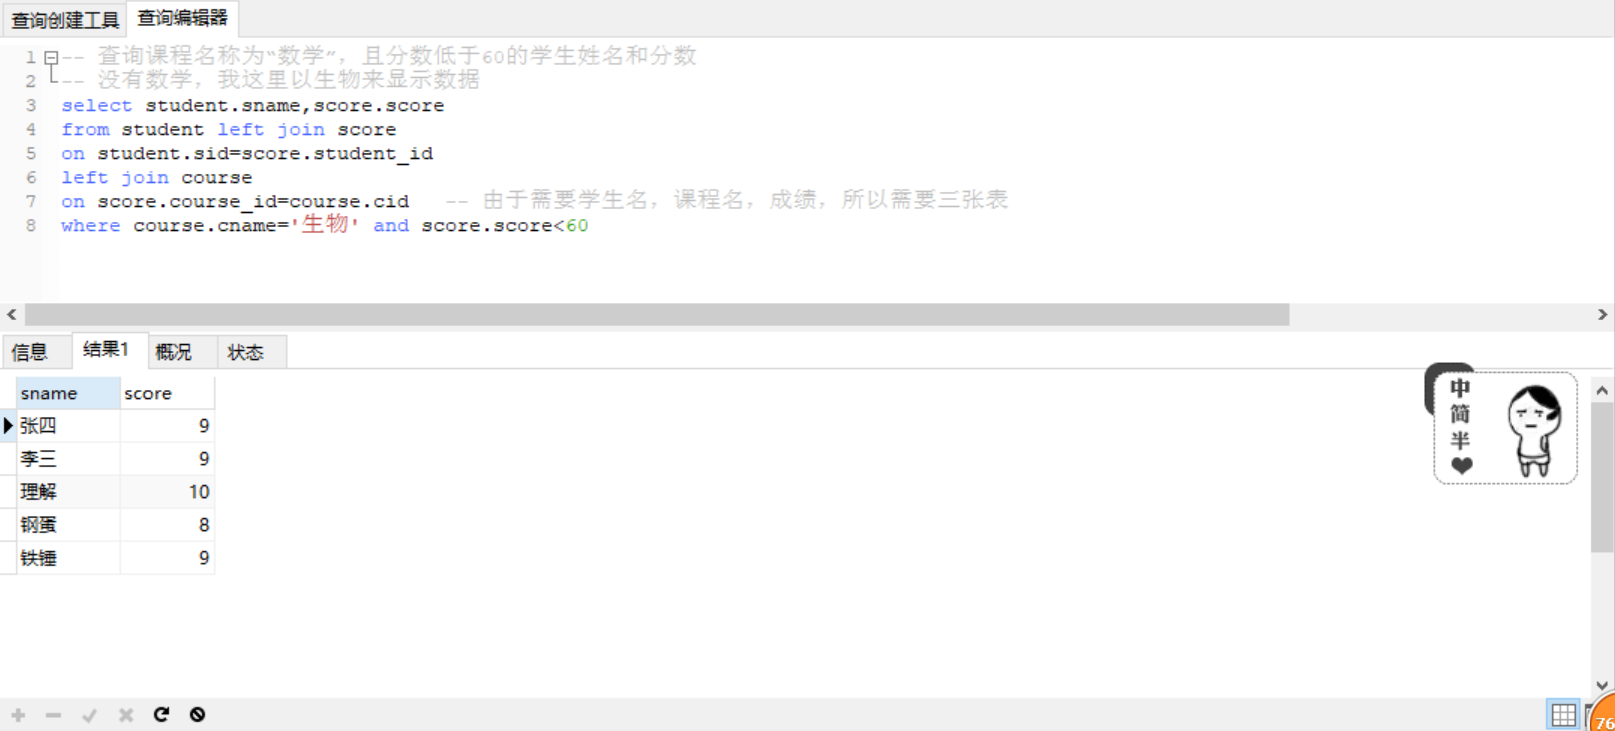 查询创建工具 查询编辑器
1 -- 查询课程名称为“数学”，且分数低于60的学生姓名和分数
2 -- 没有数学，我这里以生物来显示数据
3 select student.sname,score.score
4 from student left join score
5 on student.sid=score.student_id
6 left join course
7 on score.course_id=course.cid -- 由于需要学生名，课程名，成绩，所以需要三张表
8 where course.cname='生物' and score.score<60
信息 结果1 概况 状态
sname score
张四 9
李三 9
理解 10
钢蛋 8
铁锤 9
中
简
半
76